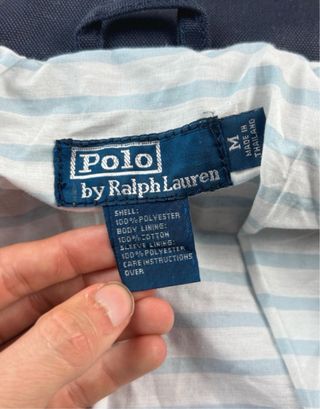 Polo
by Ralph Lauren
M
MADE IN
THAILAND
SHELL:
100% POLYESTER
BODY LINING:
100% COTTON
SLEEVE LINING:
100% POLYESTER
CARE INSTRUCTIONS
OVER